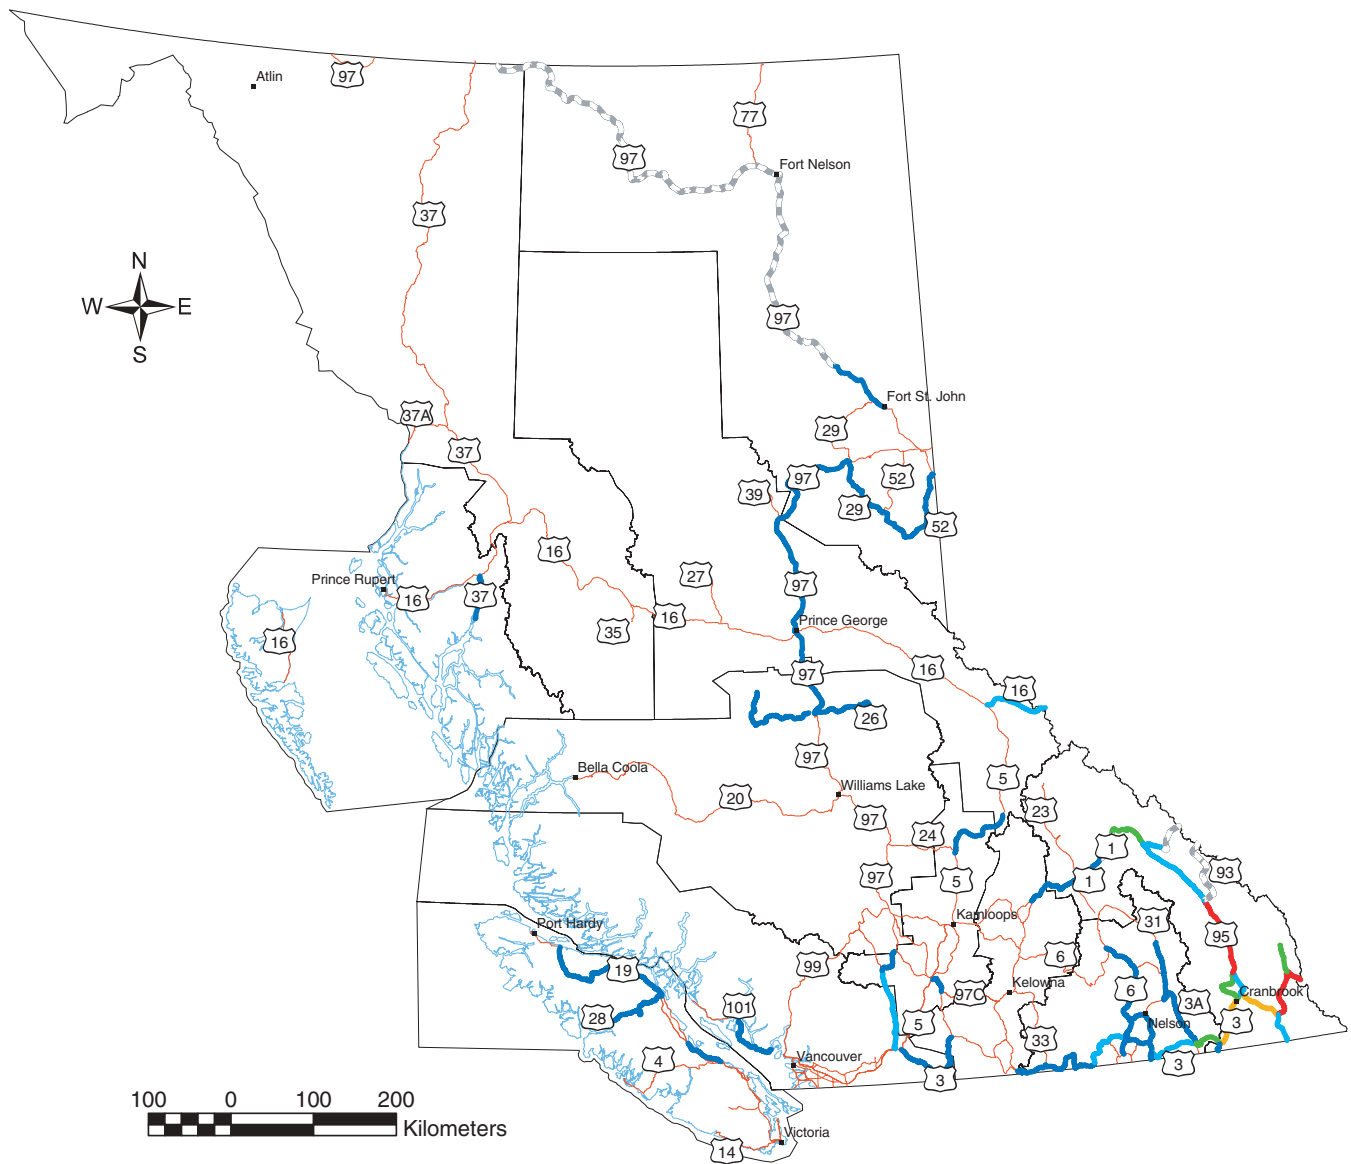 Atlin
97
77
97
Fort Nelson
37
N
W
E
S
97
Fort St. John
37A
29
37
97
52
39
29
52
16
27
97
Prince Rupert
16
37
16
35
Prince George
16
97
16
16
26
97
Bella Coola
5
20
Williams Lake
97
24
23
1
97
5
1
93
Kamloops
31
Port Hardy
95
99
6
19
Kelowna
97C
6
Cranbrook
3A
101
28
5
Nelson
3
33
4
Vancouver
3
3
100
0
100
200
Kilometers
Victoria
14